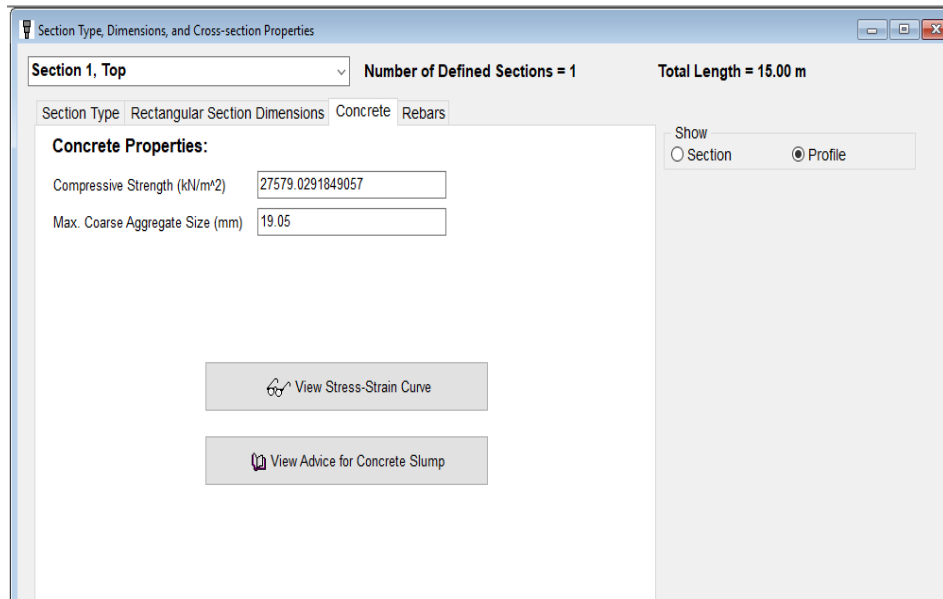 Section Type, Dimensions, and Cross-section Properties
Section 1, Top
Number of Defined Sections = 1
Total Length = 15.00 m
Section Type
Rectangular Section Dimensions
Concrete
Rebars
Show
Section
Profile
Concrete Properties:
Compressive Strength (kN/m^2)
27579.0291849057
Max. Coarse Aggregate Size (mm)
19.05
View Stress-Strain Curve
View Advice for Concrete Slump